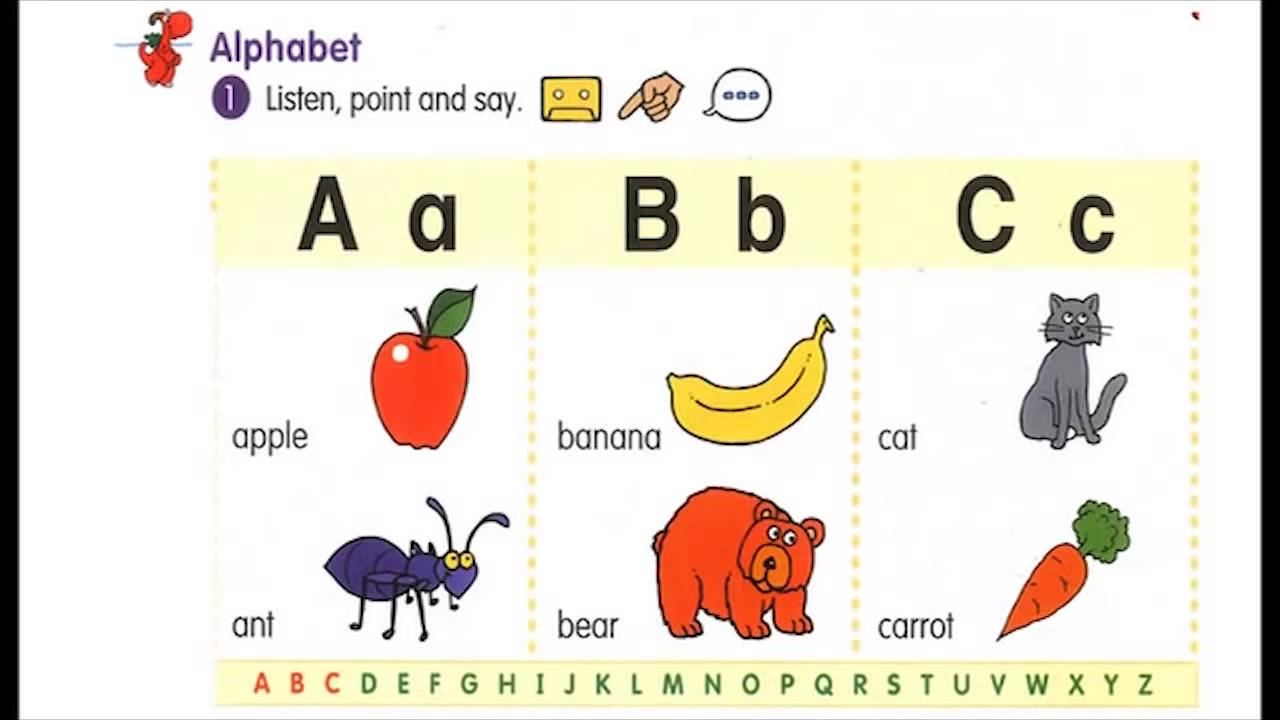 Alphabet
1 Listen, point and say.
A a B b C c
apple banana cat
ant bear carrot
A B C D E F G H I J K L M N O P Q R S T U V W X Y Z